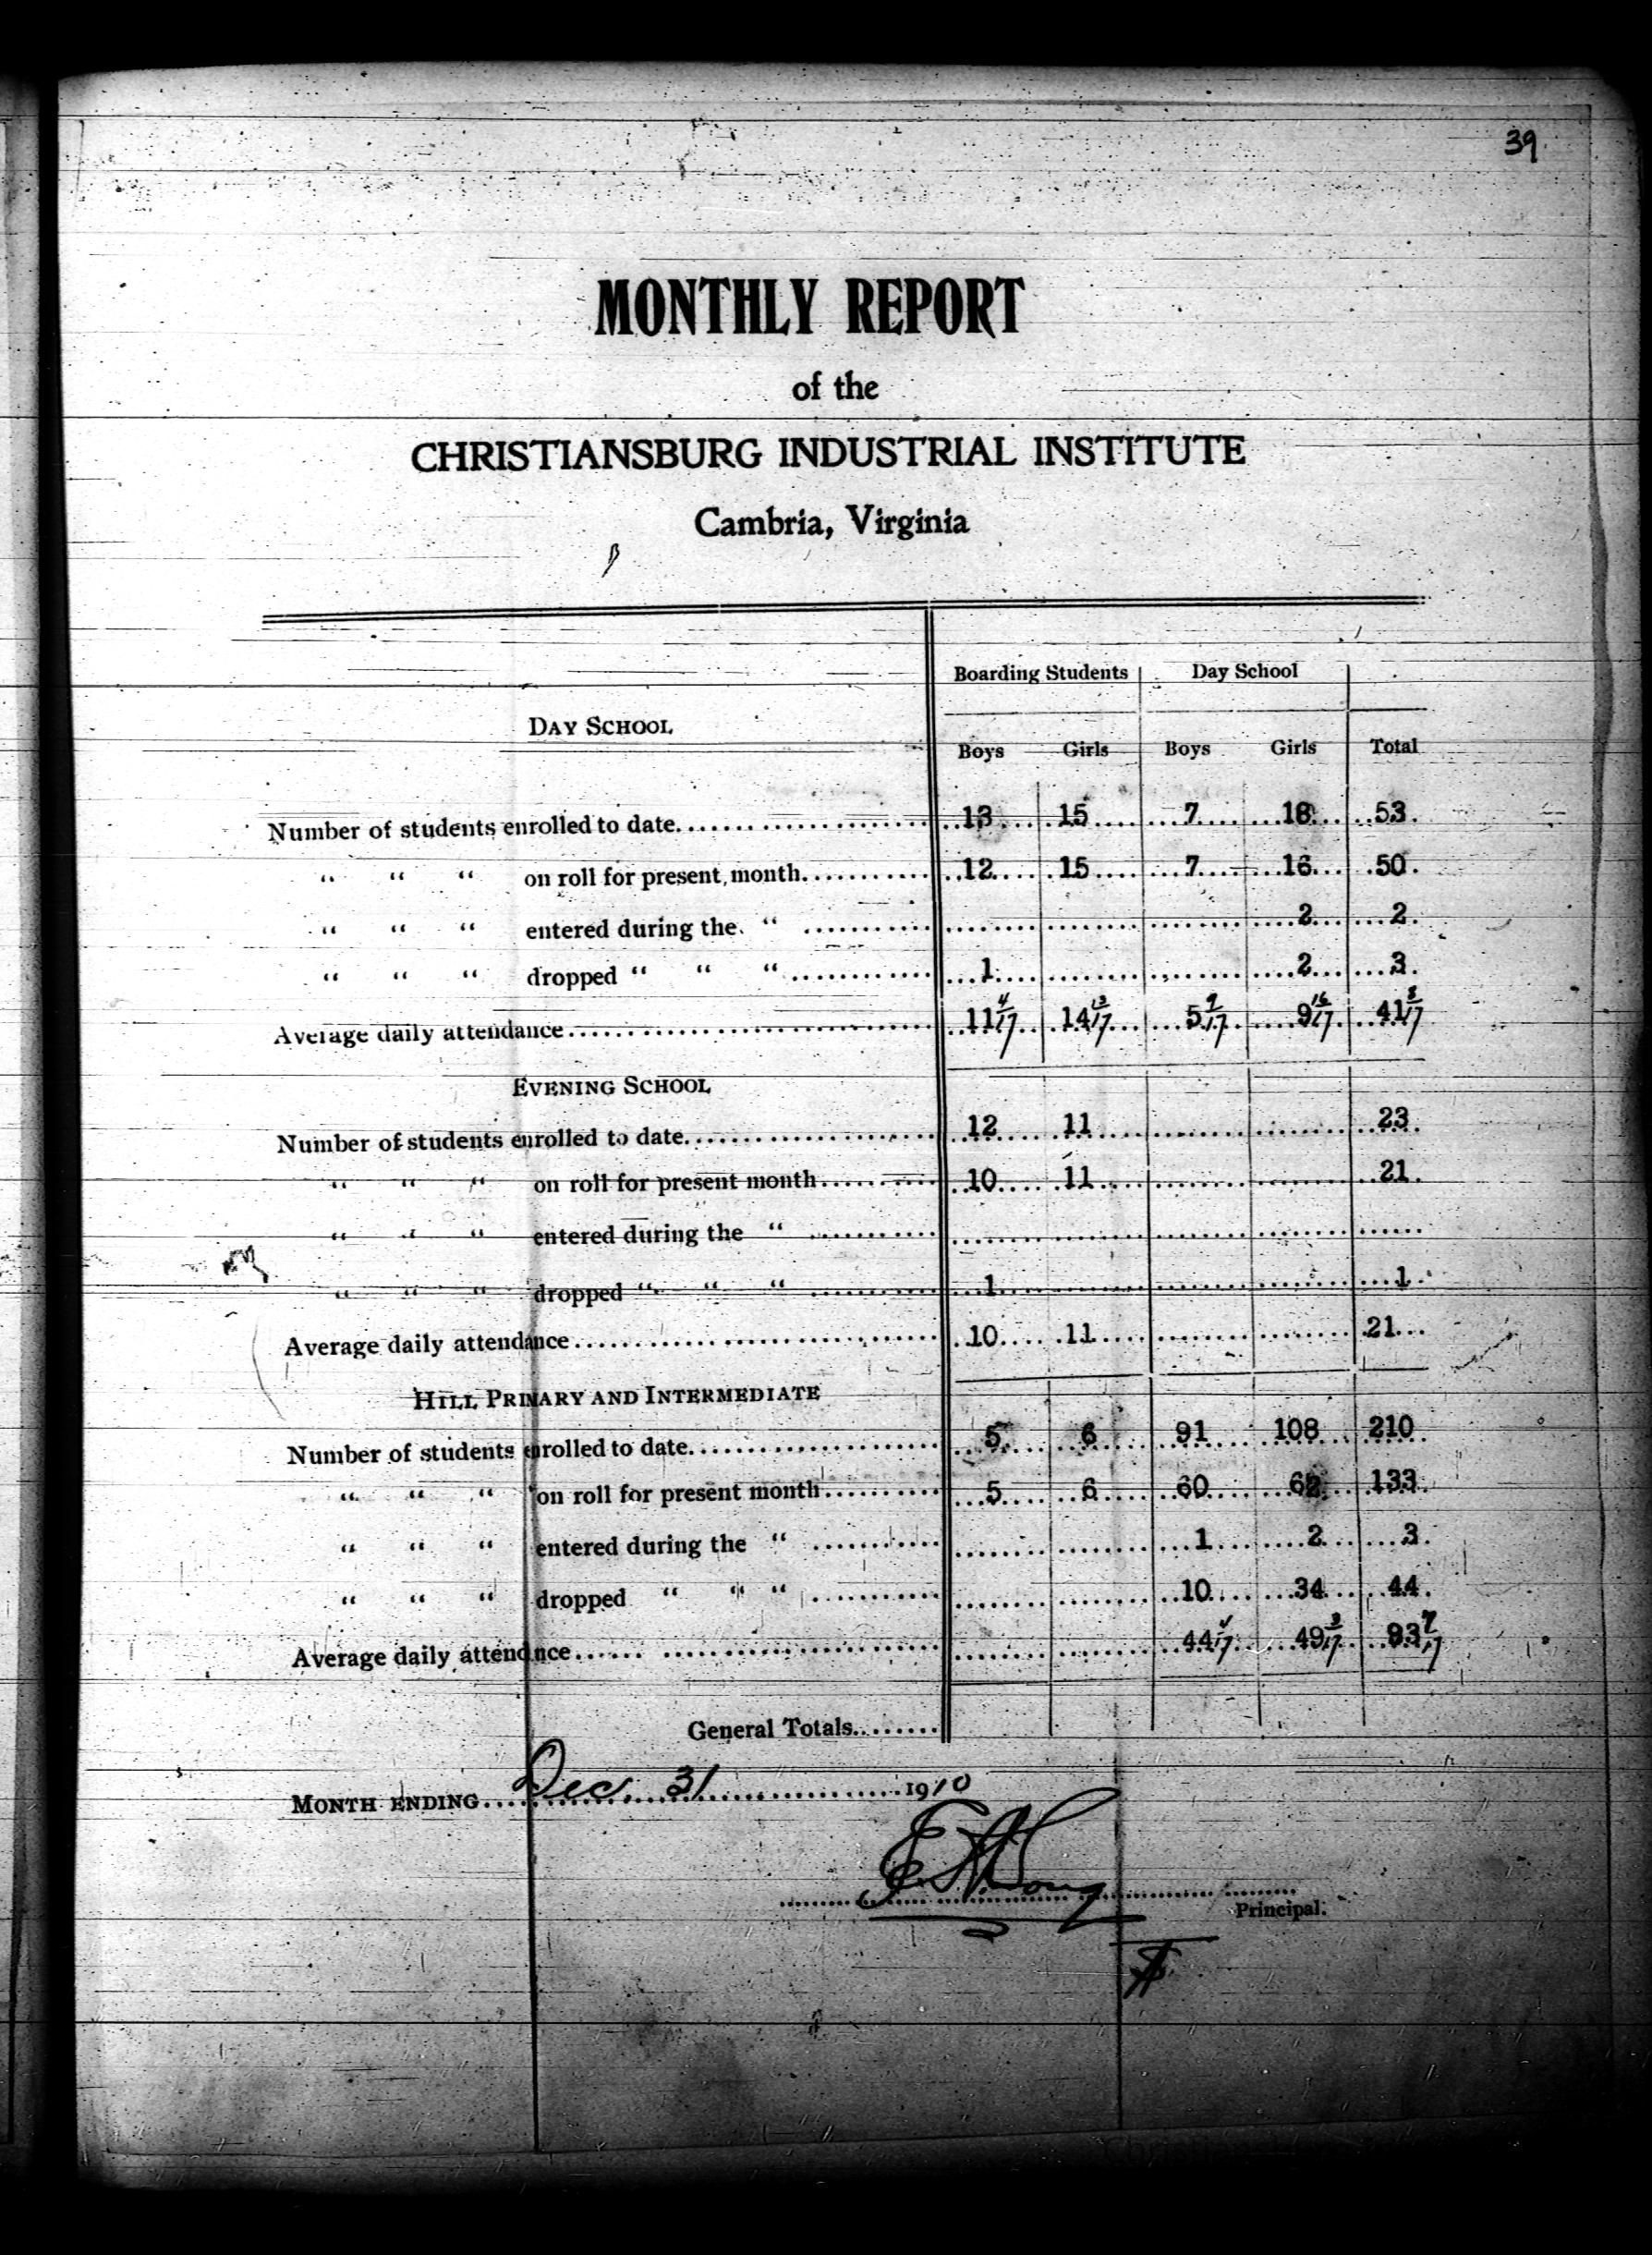 39
MONTHLY REPORT
of the
CHRISTIANSBURG INDUSTRIAL INSTITUTE
Cambria, Virginia
Boarding Students Day School
DAY SCHOOL
Boys Girls Boys Girls Total
Number of students enrolled to date 13 15 7 18 53
" " " on roll for present month 12 15 7 16 50
" " " entered during the " 2 2
" " " dropped " " " 1 2 3
Average daily attendance 11 4/17 14 13/17 5 9/17 9 16/17 41 8/17
EVENING SCHOOL
Number of students enrolled to date 12 11 23
" " " on roll for present month 10 11 21
" " " entered during the "
" " " dropped " " " 1 1
Average daily attendance 10 11 21
HILL PRIMARY AND INTERMEDIATE
Number of students enrolled to date 5 6 91 108 210
" " " on roll for present month 5 6 60 62 133
" " " entered during the " 1 2 3
" " " dropped " " " 10 34 44
Average daily attendance 44 4/17 49 3/17 93 7/17
General Totals
MONTH ENDING Dec. 31 1910
E. A. Long
Principal.